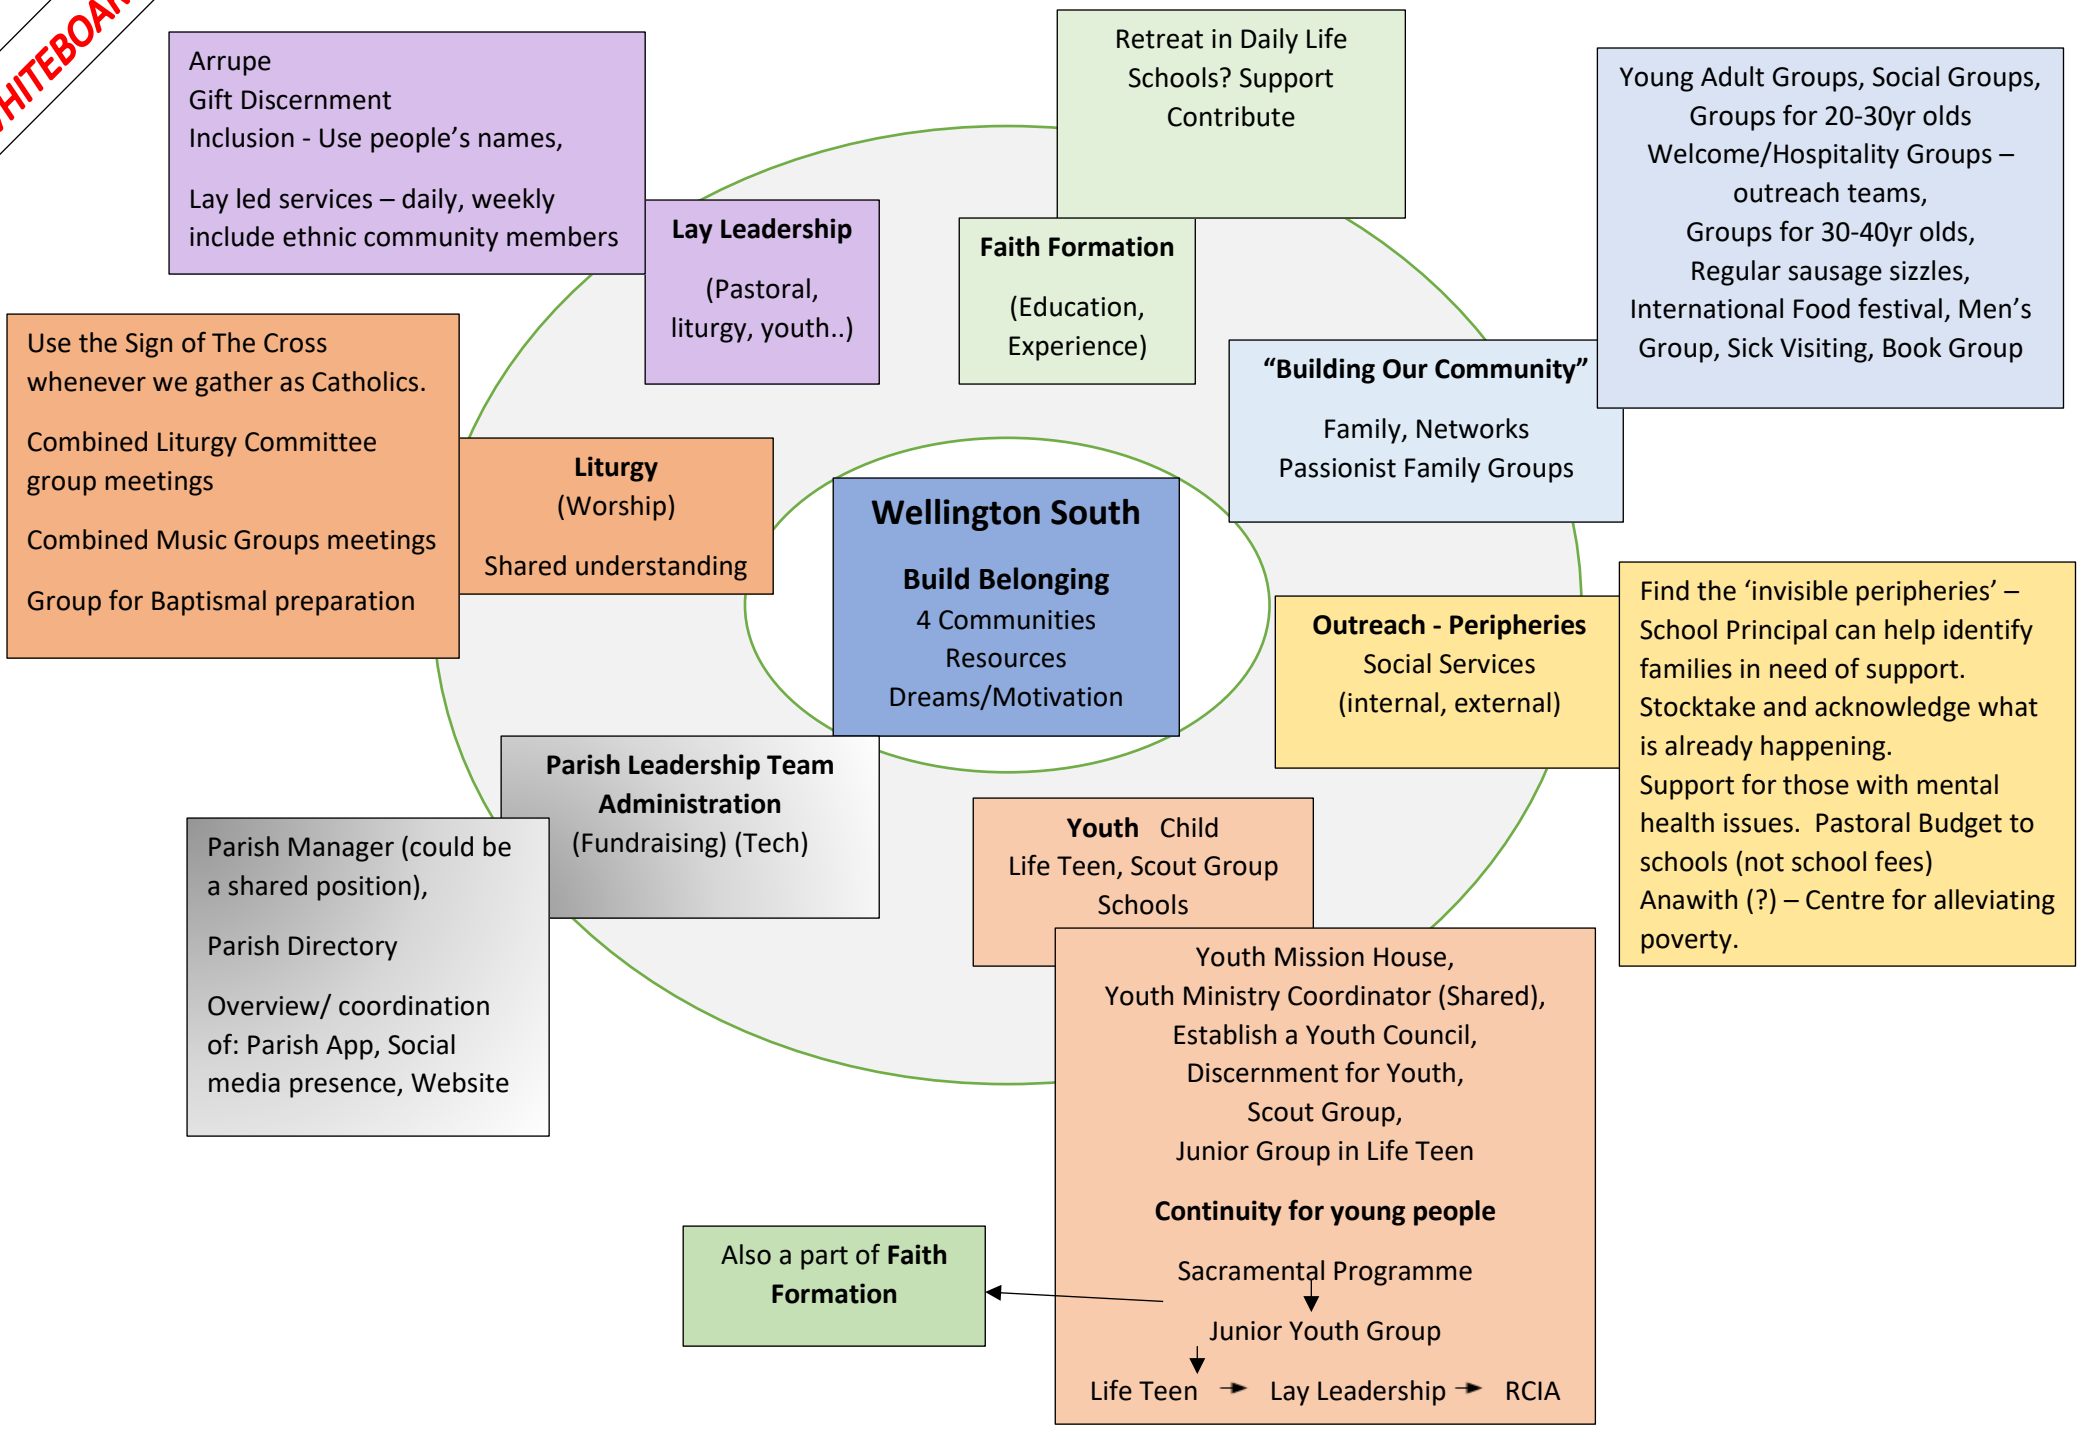 Arrupe
Gift Discernment
Inclusion - Use people’s names,
Lay led services – daily, weekly
include ethnic community members
Lay Leadership
(Pastoral,
liturgy, youth..)
Retreat in Daily Life
Schools? Support
Contribute
Faith Formation
(Education,
Experience)
Young Adult Groups, Social Groups,
Groups for 20-30yr olds
Welcome/Hospitality Groups –
outreach teams,
Groups for 30-40yr olds,
Regular sausage sizzles,
International Food festival, Men’s
Group, Sick Visiting, Book Group
“Building Our Community”
Family, Networks
Passionist Family Groups
Use the Sign of The Cross
whenever we gather as Catholics.
Combined Liturgy Committee
group meetings
Combined Music Groups meetings
Group for Baptismal preparation
Liturgy
(Worship)
Shared understanding
Wellington South
Build Belonging
4 Communities
Resources
Dreams/Motivation
Outreach - Peripheries
Social Services
(internal, external)
Find the ‘invisible peripheries’ –
School Principal can help identify
families in need of support.
Stocktake and acknowledge what
is already happening.
Support for those with mental
health issues.  Pastoral Budget to
schools (not school fees)
Anawith (?) – Centre for alleviating
poverty.
Parish Leadership Team
Administration
(Fundraising) (Tech)
Parish Manager (could be
a shared position),
Parish Directory
Overview/ coordination
of: Parish App, Social
media presence, Website
Youth   Child
Life Teen, Scout Group
Schools
Youth Mission House,
Youth Ministry Coordinator (Shared),
Establish a Youth Council,
Discernment for Youth,
Scout Group,
Junior Group in Life Teen
Continuity for young people
Sacramental Programme
Junior Youth Group
Life Teen → Lay Leadership → RCIA
Also a part of Faith
Formation